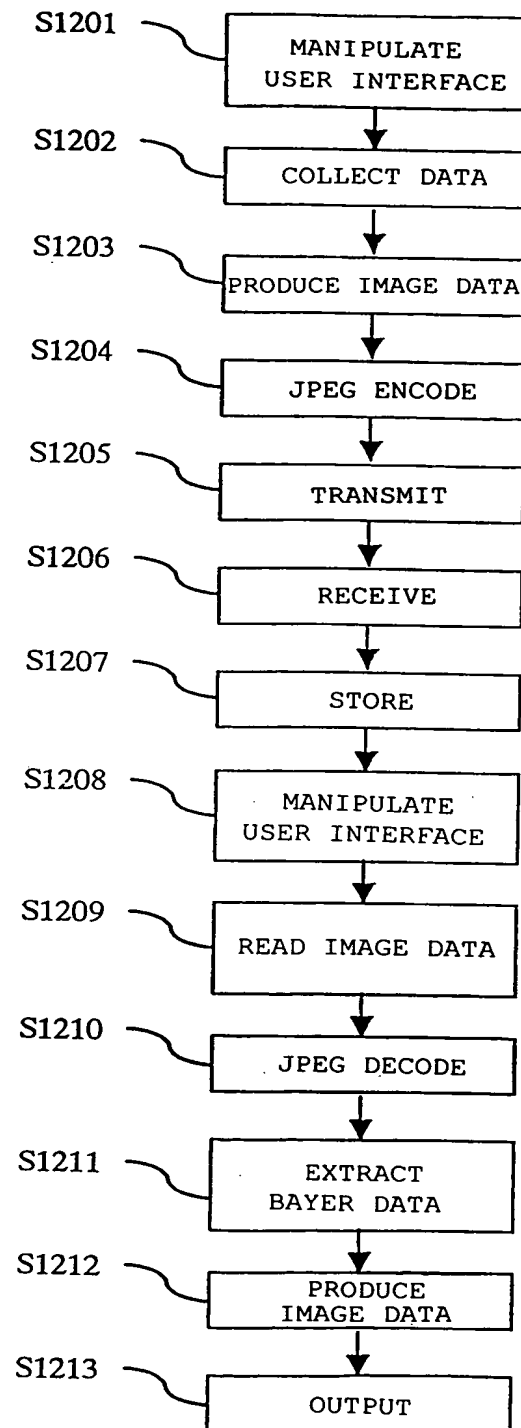 S1201
MANIPULATE
USER INTERFACE
S1202
COLLECT DATA
S1203
PRODUCE IMAGE DATA
S1204
JPEG ENCODE
S1205
TRANSMIT
S1206
RECEIVE
S1207
STORE
S1208
MANIPULATE
USER INTERFACE
S1209
READ IMAGE DATA
S1210
JPEG DECODE
S1211
EXTRACT
BAYER DATA
S1212
PRODUCE
IMAGE DATA
S1213
OUTPUT